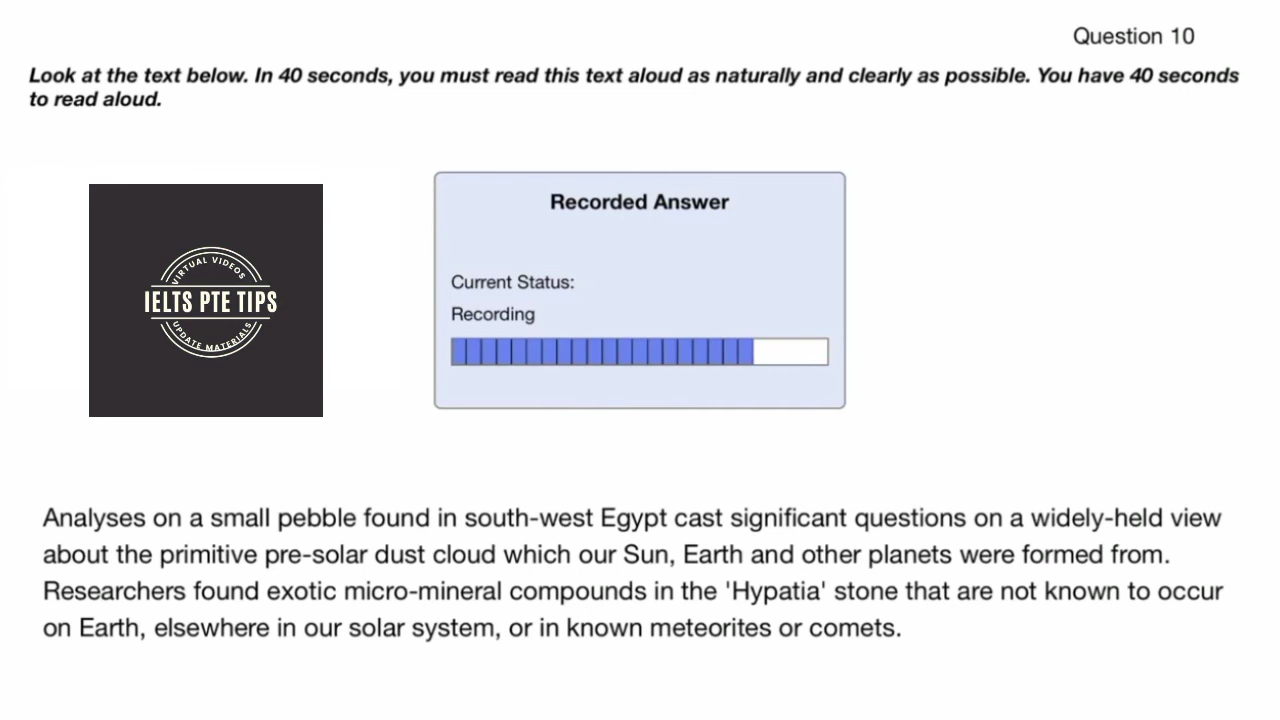 Question 10
Look at the text below. In 40 seconds, you must read this text aloud as naturally and clearly as possible. You have 40 seconds
to read aloud.
Recorded Answer
VIRTUAL VIDEOS
IELTS PTE TIPS
UPDATE MATERIALS
Current Status:
Recording
Analyses on a small pebble found in south-west Egypt cast significant questions on a widely-held view
about the primitive pre-solar dust cloud which our Sun, Earth and other planets were formed from.
Researchers found exotic micro-mineral compounds in the 'Hypatia' stone that are not known to occur
on Earth, elsewhere in our solar system, or in known meteorites or comets.